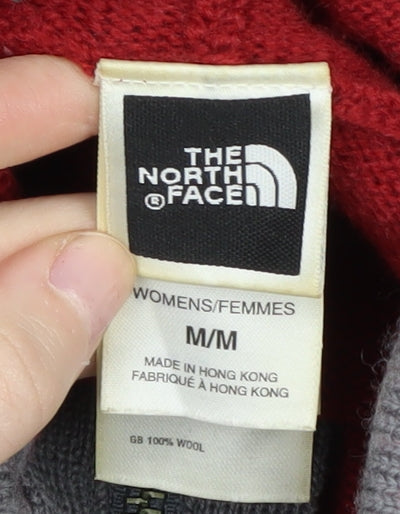 THE
NORTH
® FACE
WOMENS/FEMMES
M/M
MADE IN HONG KONG
FABRIQUÉ À HONG KONG
GB 100% WOOL